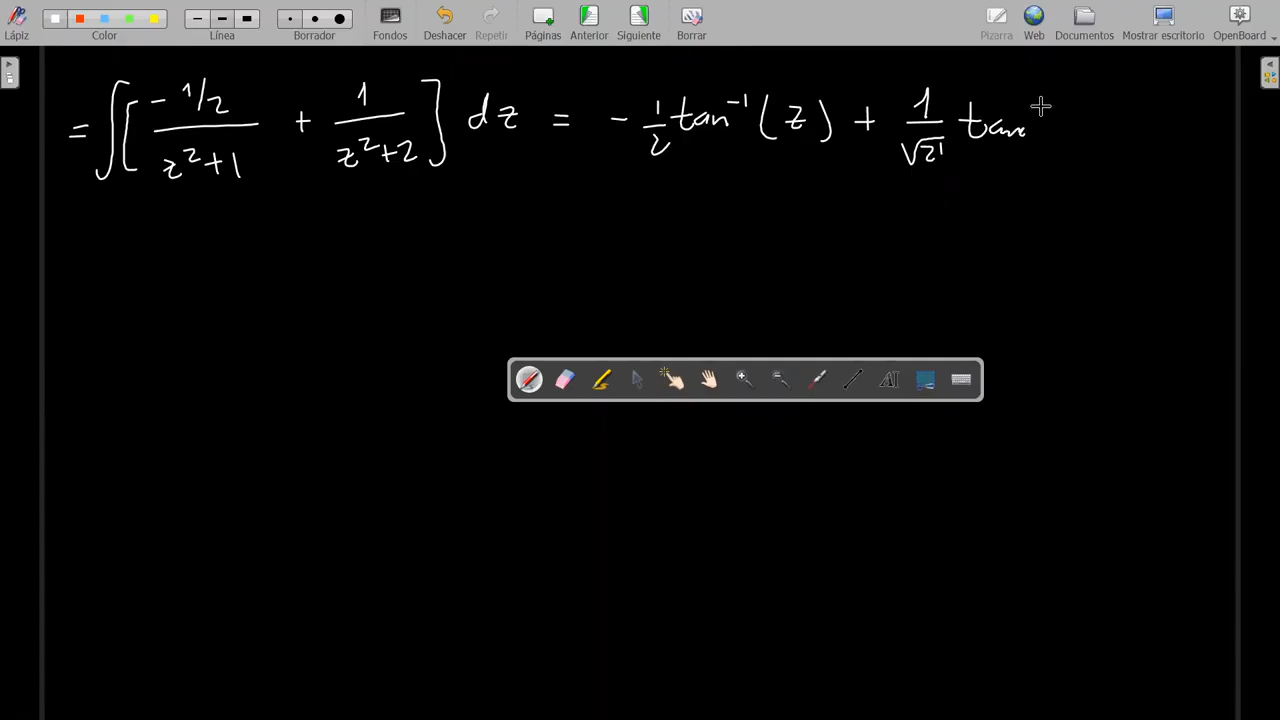 Color Línea Borrador Fondos Deshacer Repetir Páginas Anterior Siguiente Borrar Pizarra Web Documentos Mostrar escritorio OpenBoard
Lápiz
= ∫[ (-1/2)/(z²+1) + 1/(z²+2) ] dz = - 1/2 tan⁻¹(z) + 1/√2 tan
AI